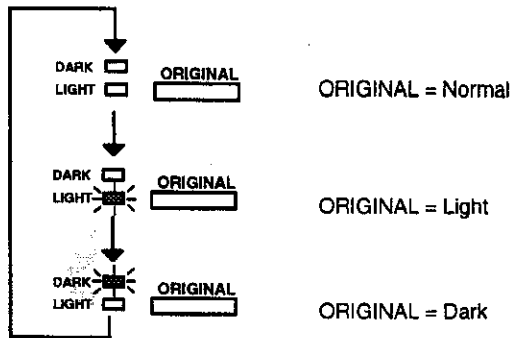 DARK
ORIGINAL
LIGHT
ORIGINAL = Normal
DARK
ORIGINAL
LIGHT
ORIGINAL = Light
DARK
ORIGINAL
LIGHT
ORIGINAL = Dark